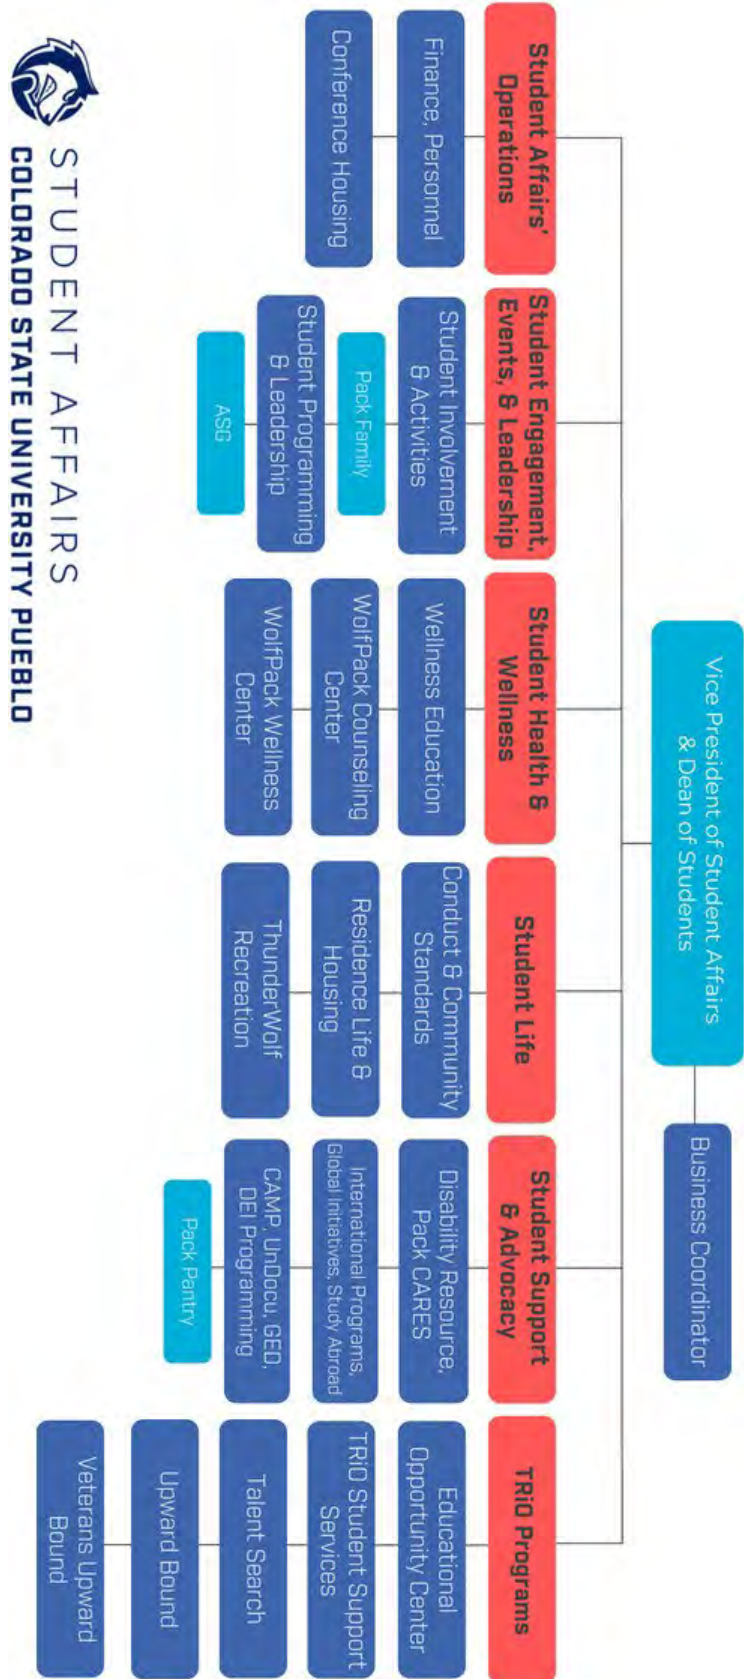 Vice President of Student Affairs
& Dean of Students
Business Coordinator
Student Affairs'
Operations
Finance, Personnel
Conference Housing
Student Engagement,
Events, & Leadership
Student Involvement
& Activities
Pack Family
Student Programming
& Leadership
ASG
Student Health &
Wellness
Wellness Education
WolfPack Counseling
Center
WolfPack Wellness
Center
Student Life
Conduct & Community
Standards
Residence Life &
Housing
ThunderWolf
Recreation
Student Support
& Advocacy
Disability Resource,
Pack CARES
International Programs,
Global Initiatives, Study Abroad
CAMP, UnDocu, GED,
DEI Programming
Pack Pantry
TRiO Programs
Educational
Opportunity Center
TRiO Student Support
Services
Talent Search
Upward Bound
Veterans Upward
Bound
STUDENT AFFAIRS
COLORADO STATE UNIVERSITY PUEBLO